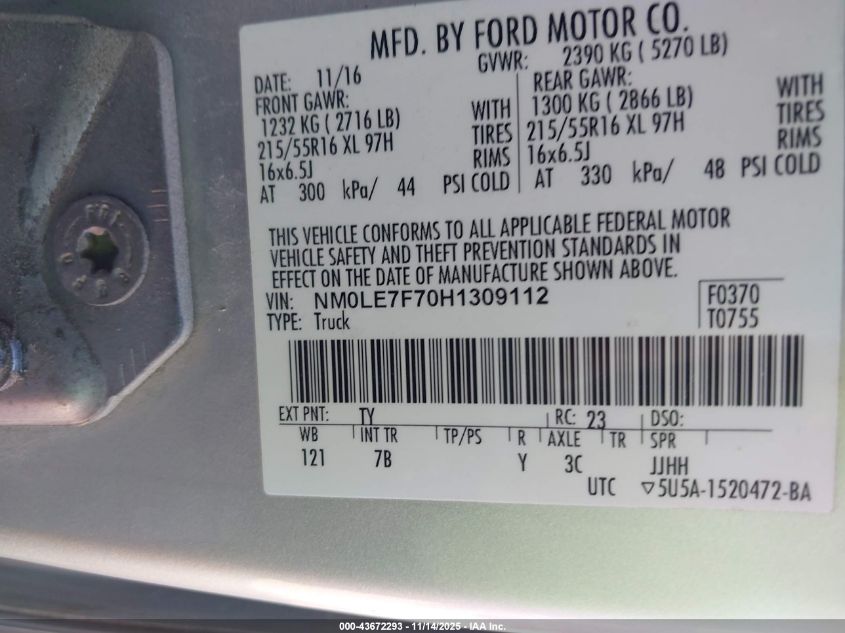 MFD. BY FORD MOTOR CO.
DATE: 11/16 GVWR: 2390 KG ( 5270 LB)
FRONT GAWR: REAR GAWR:
1232 KG ( 2716 LB) WITH 1300 KG ( 2866 LB) WITH
215/55R16 XL 97H TIRES 215/55R16 XL 97H TIRES
16x6.5J RIMS 16x6.5J RIMS
AT 300 kPa/ 44 PSI COLD AT 330 kPa/ 48 PSI COLD
THIS VEHICLE CONFORMS TO ALL APPLICABLE FEDERAL MOTOR
VEHICLE SAFETY AND THEFT PREVENTION STANDARDS IN
EFFECT ON THE DATE OF MANUFACTURE SHOWN ABOVE.
VIN: NM0LE7F70H1309112 F0370
TYPE: Truck T0755
EXT PNT: TY RC: 23 DSO:
WB INT TR TP/PS R AXLE TR SPR
121 7B Y 3C JJHH
UTC ▽5U5A-1520472-BA
000-43672293 - 11/14/2025 - IAA Inc.